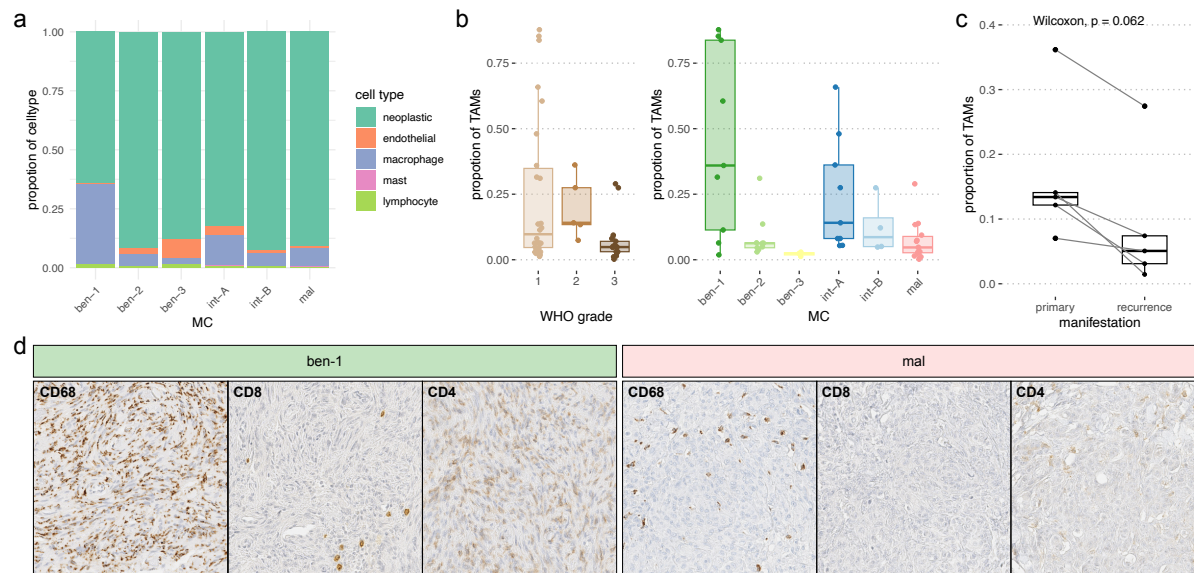 a
propotion of celltype
1.00
0.75
0.50
0.25
0.00
ben−1
ben−2
ben−3
int−A
int−B
mal
MC
cell type
neoplastic
endothelial
macrophage
mast
lymphocyte
b
propotion of TAMs
0.75
0.50
0.25
0.00
1
2
3
WHO grade
propotion of TAMs
0.75
0.50
0.25
0.00
ben−1
ben−2
ben−3
int−A
int−B
mal
MC
c
Wilcoxon, p = 0.062
proportion of TAMs
0.4
0.3
0.2
0.1
0.0
primary
recurrence
manifestation
d
ben-1
mal
CD68
CD8
CD4
CD68
CD8
CD4